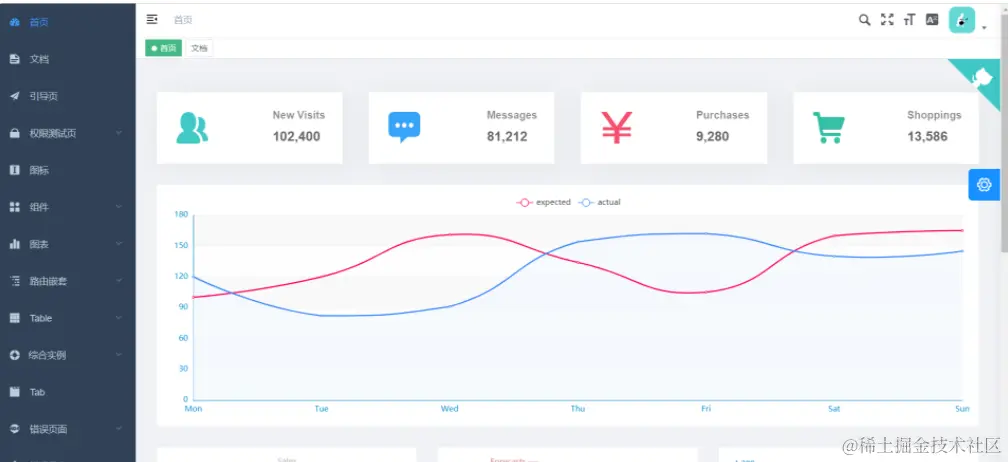 首页
文档
引导页
权限测试页
图标
组件
图表
路由嵌套
Table
综合实例
Tab
错误页面
首页
首页
文档
New Visits
102,400
Messages
81,212
Purchases
9,280
Shoppings
13,586
expected actual
180
150
120
90
60
30
0
Mon Tue Wed Thu Fri Sat Sun
@稀土掘金技术社区